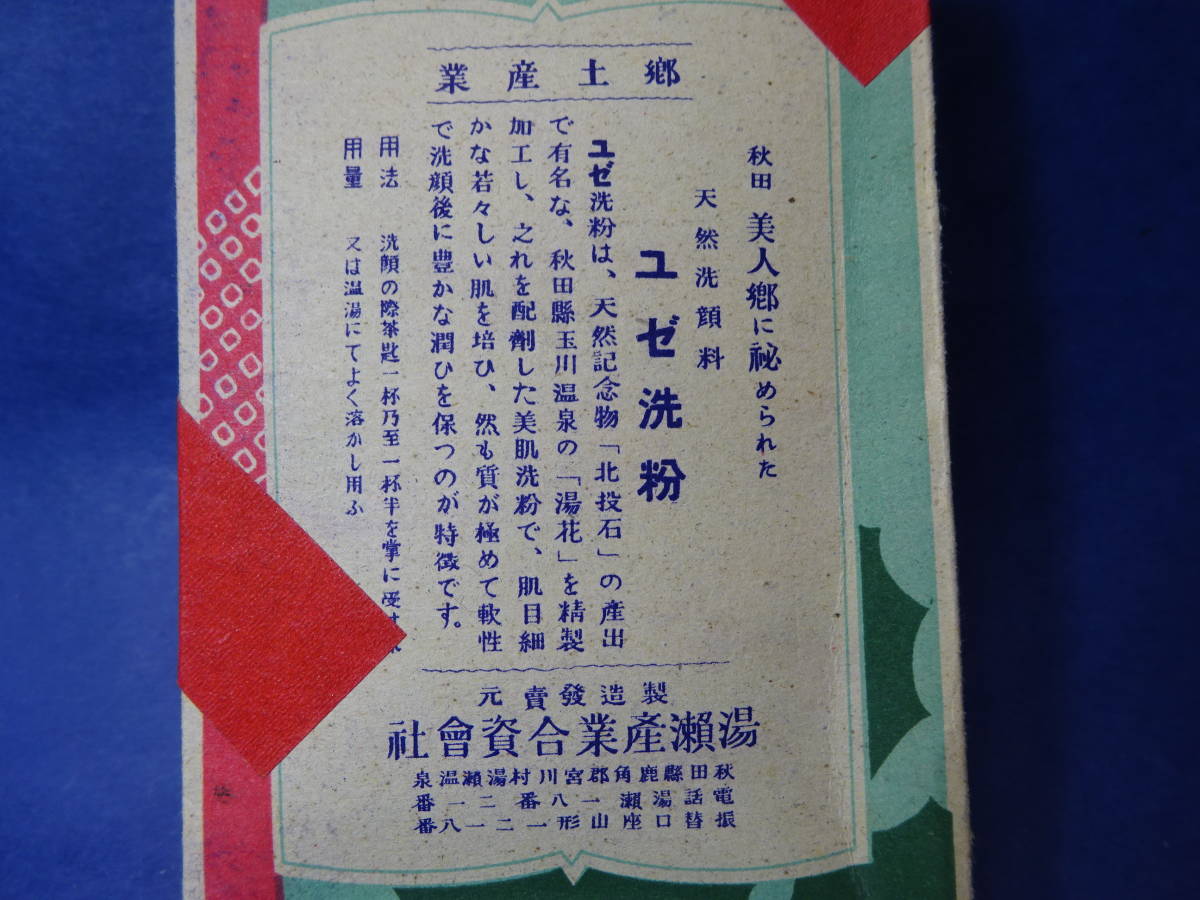 郷土産業
秋田 美人郷に祕められた
天然洗顔料
ユゼ洗粉
ユゼ洗粉は、天然記念物「北投石」の産出
で有名な、秋田縣玉川温泉の「湯花」を精製
加工し、之れを配劑した美肌洗粉で、肌目細
かな若々しい肌を培ひ、然も質が極めて軟性
で洗顔後に豊かな潤ひを保つのが特徴です。
用法 洗顔の際茶匙一杯乃至一杯半を掌に受け
用量 又は温湯にてよく溶かし用ふ
製造發賣元
湯瀬產業合資會社
秋田縣鹿角郡宮川村湯瀬温泉
電話湯瀬一八番二一番
振替口座山形一二一八番